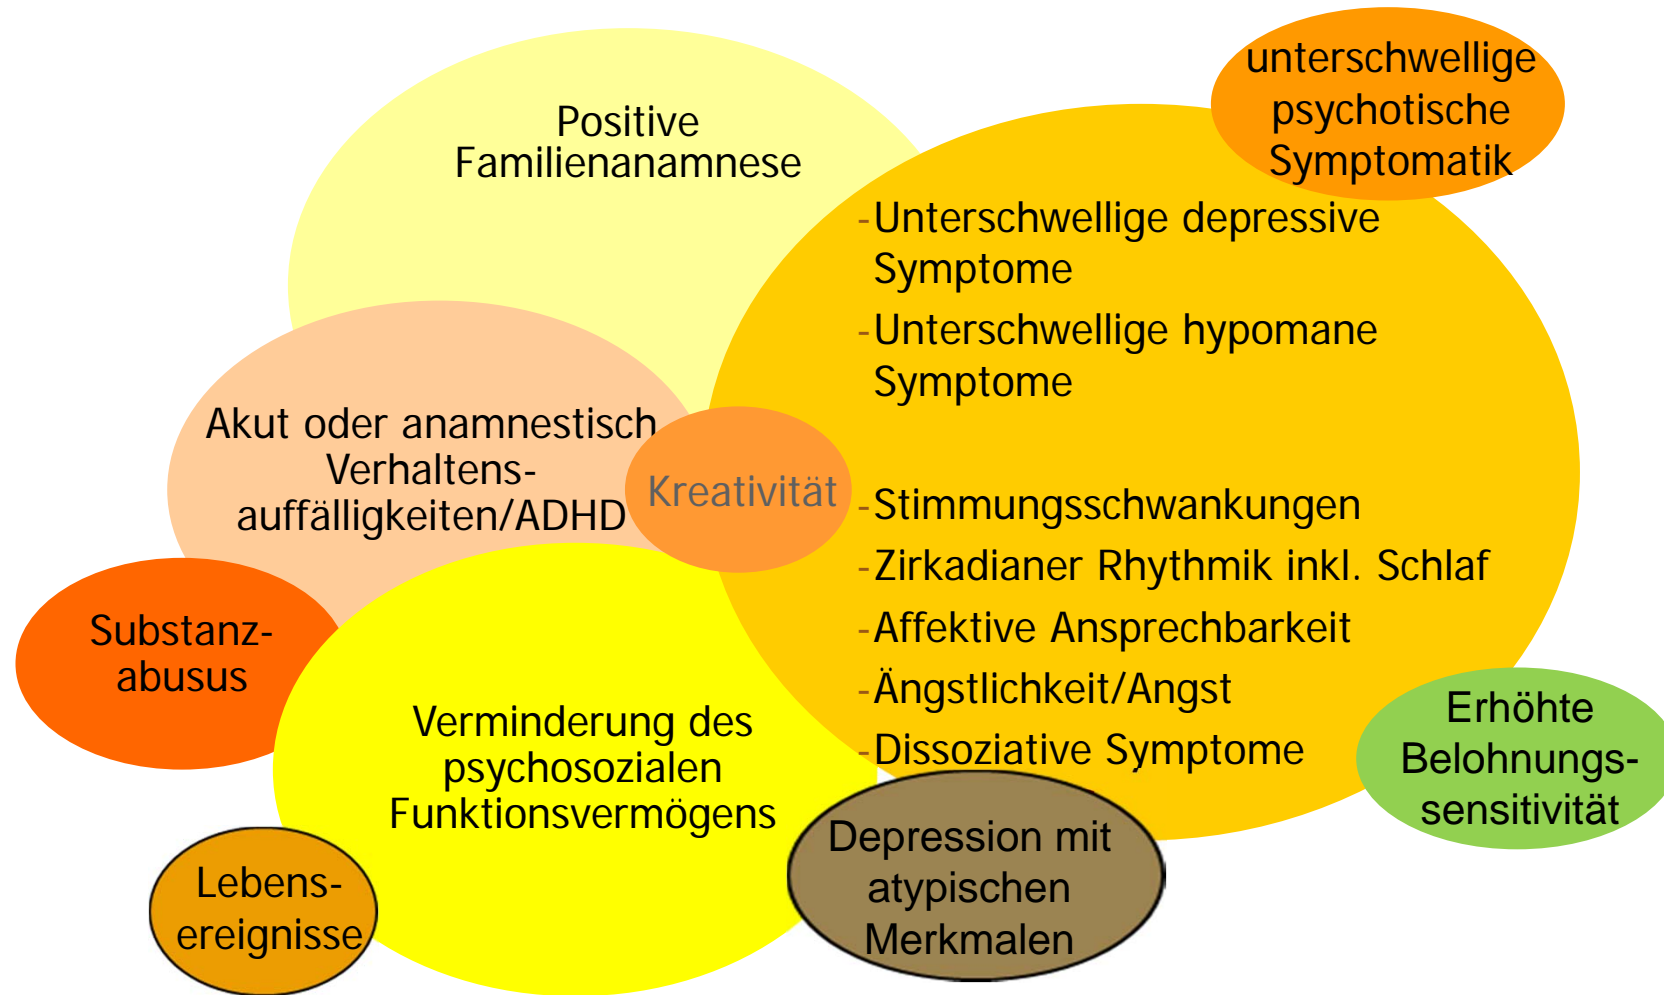 Positive
Familienanamnese
unterschwellige
psychotische
Symptomatik
-Unterschwellige depressive
Symptome
-Unterschwellige hypomane
Symptome
-Stimmungsschwankungen
-Zirkadianer Rhythmik inkl. Schlaf
-Affektive Ansprechbarkeit
-Ängstlichkeit/Angst
-Dissoziative Symptome
Akut oder anamnestisch
Verhaltens-
auffälligkeiten/ADHD
Kreativität
Substanz-
abusus
Verminderung des
psychosozialen
Funktionsvermögens
Erhöhte
Belohnungs-
sensitivität
Lebens-
ereignisse
Depression mit
atypischen
Merkmalen